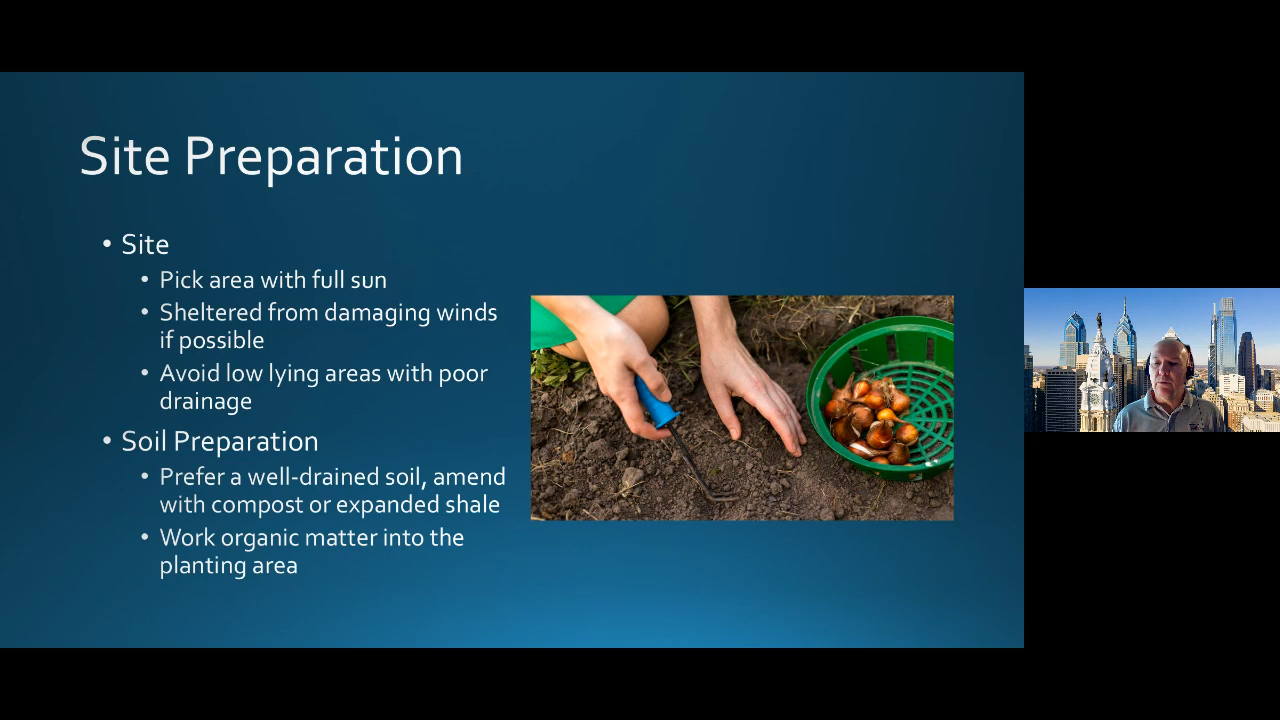 Site Preparation
• Site
• Pick area with full sun
• Sheltered from damaging winds
if possible
• Avoid low lying areas with poor
drainage
• Soil Preparation
• Prefer a well-drained soil, amend
with compost or expanded shale
• Work organic matter into the
planting area